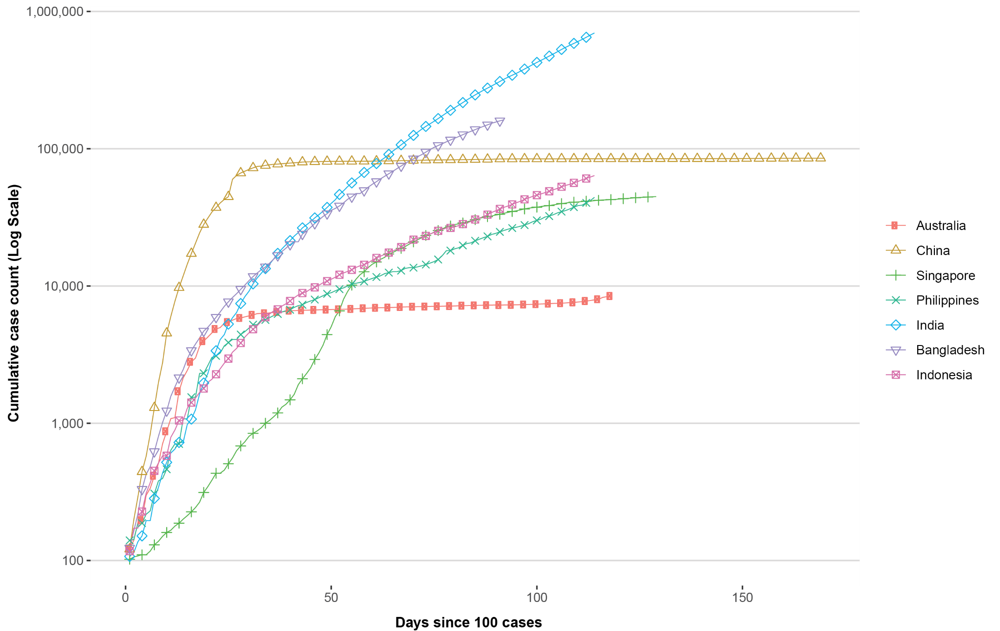 1,000,000
100,000
10,000
1,000
100
Cumulative case count (Log Scale)
0
50
100
150
Days since 100 cases
Australia
China
Singapore
Philippines
India
Bangladesh
Indonesia